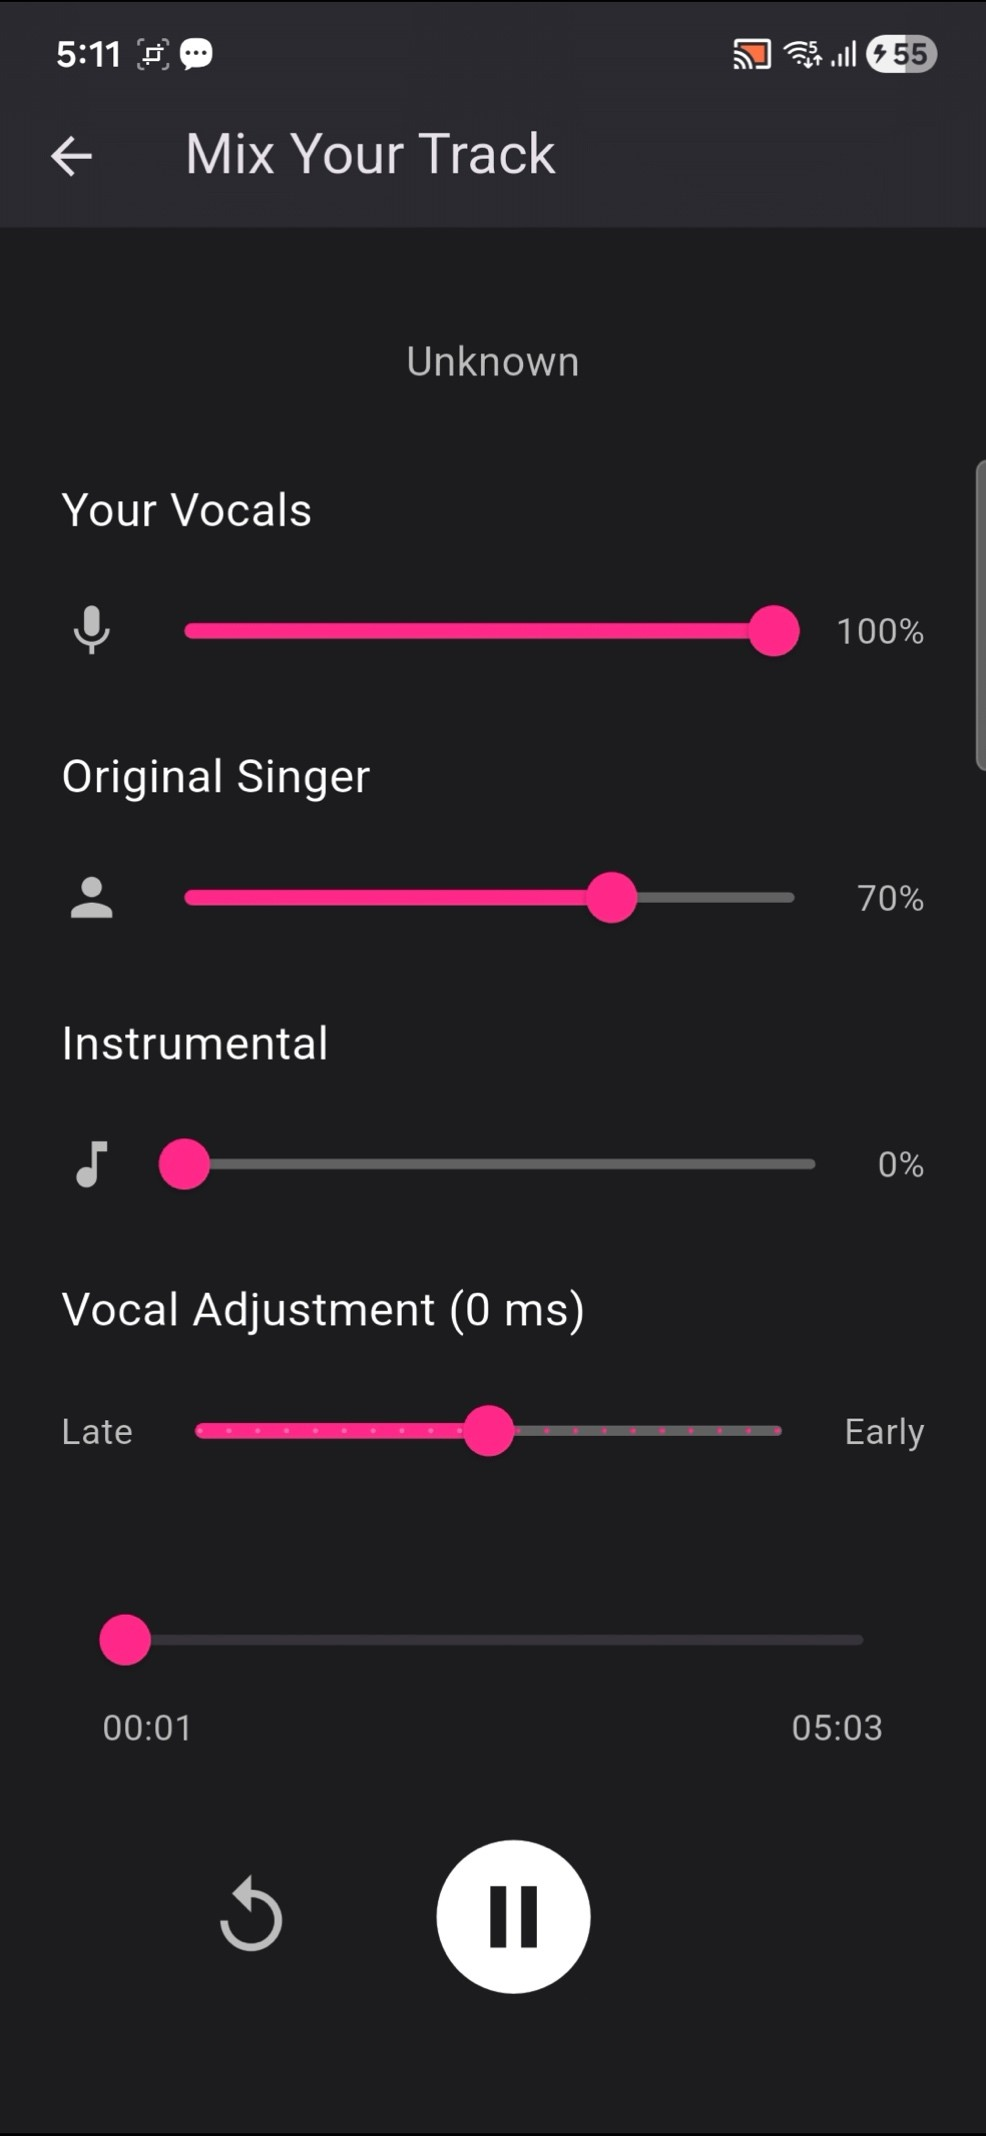 5:11
5
55
Mix Your Track
Unknown
Your Vocals
100%
Original Singer
70%
Instrumental
0%
Vocal Adjustment (0 ms)
Late
Early
00:01
05:03